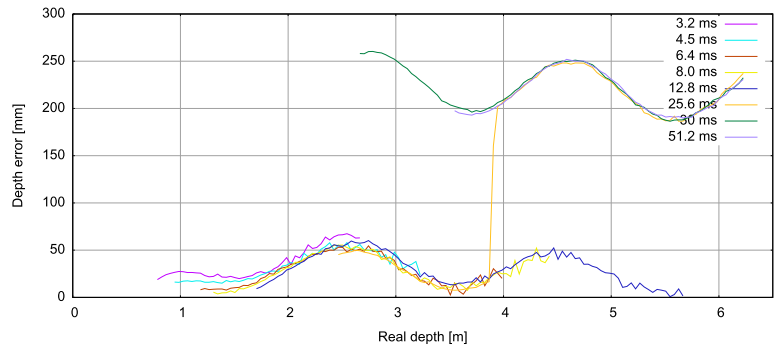 300
250
200
150
100
50
0
Depth error [mm]
3.2 ms
4.5 ms
6.4 ms
8.0 ms
12.8 ms
25.6 ms
30 ms
51.2 ms
0 1 2 3 4 5 6
Real depth [m]